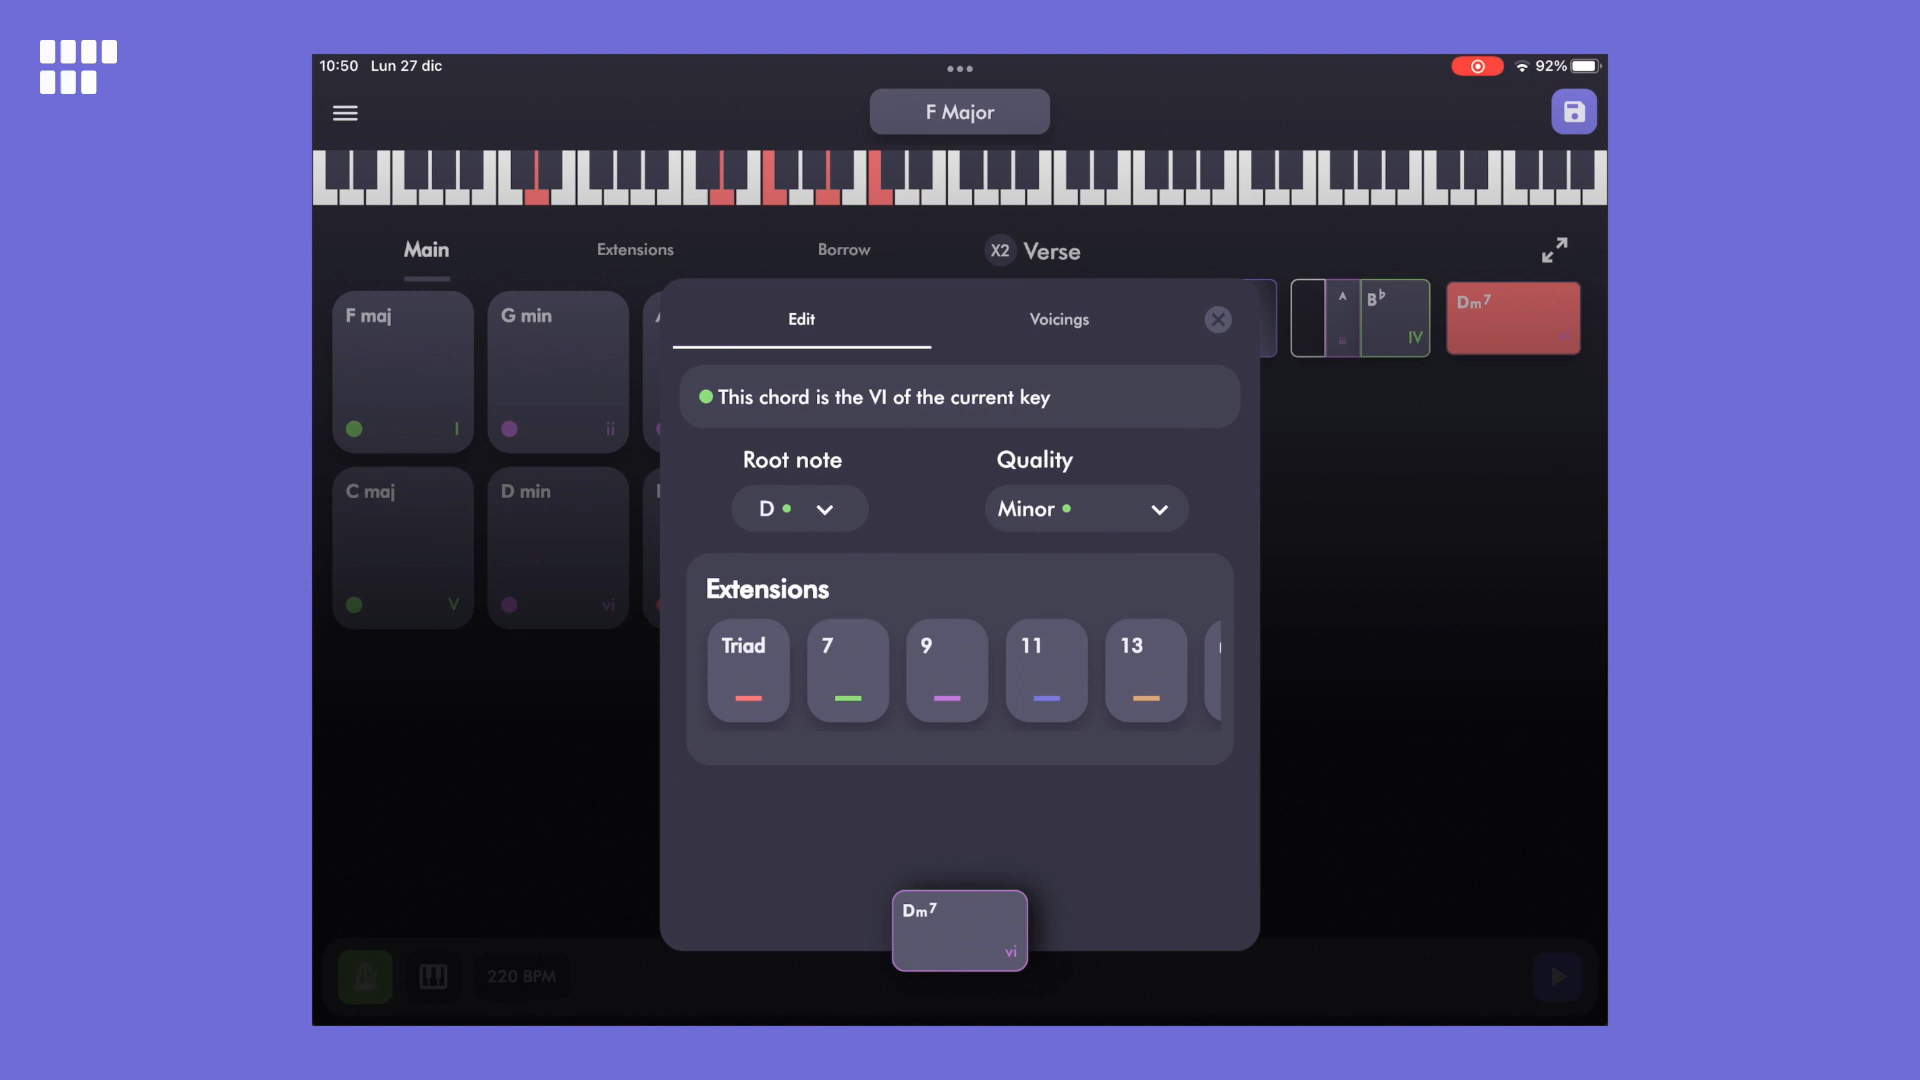 10:50 Lun 27 dic
92%
F Major
Main
Extensions
Borrow
X2 Verse
F maj
I
G min
ii
C maj
V
D min
vi
A
iii
B♭
IV
Dm7
Edit
Voicings
This chord is the VI of the current key
Root note
Quality
D
Minor
Extensions
Triad
7
9
11
13
Dm7
vi
220 BPM